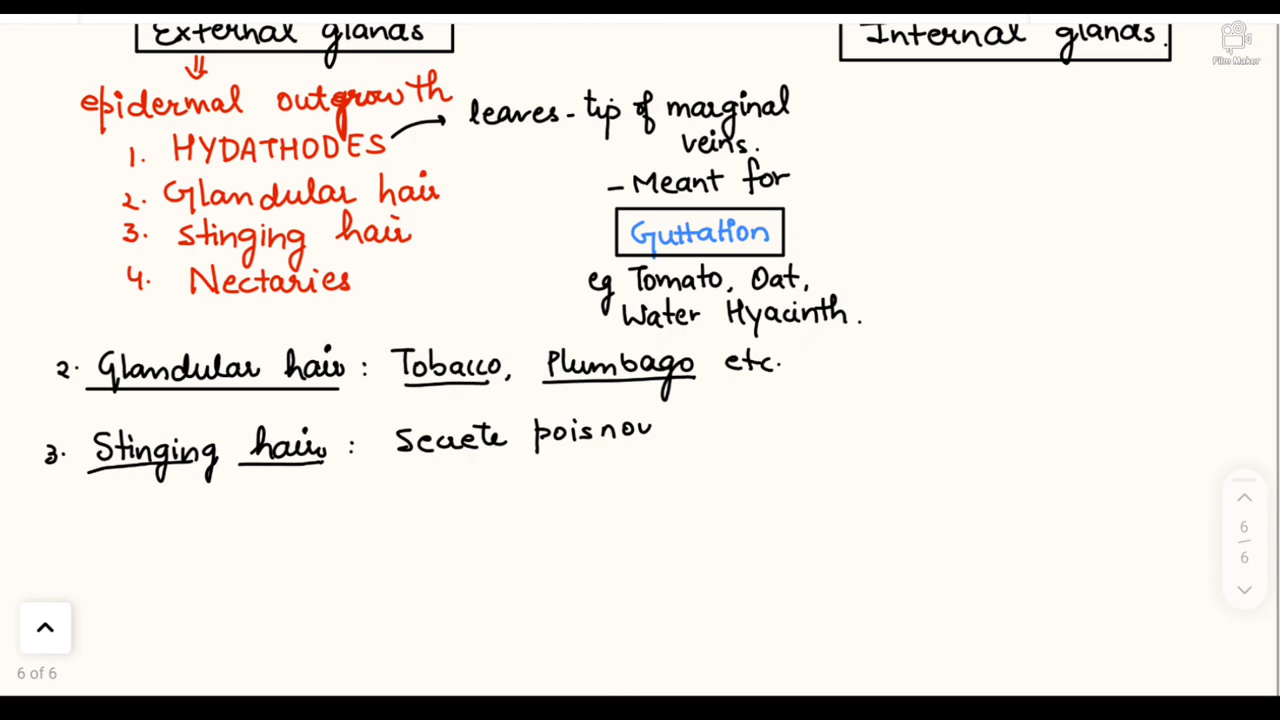 External glands
Internal glands.
Film Maker
epidermal outgrowth
1. HYDATHODES
leaves - tip of marginal
veins.
2. Glandular hair
- Meant for
3. stinging hair
Guttation
4. Nectaries
eg Tomato, Oat,
Water Hyacinth.
2. Glandular hair : Tobacco, Plumbago etc.
3. Stinging hair : Secrete poisnou
6
6
6 of 6